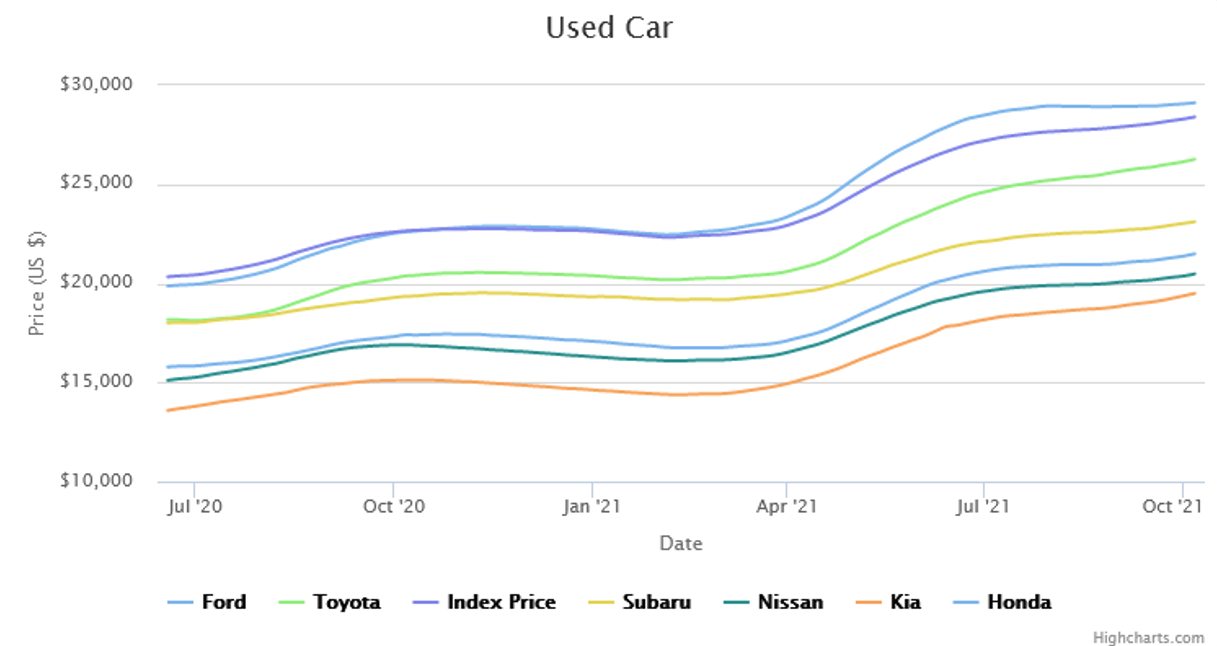 Used Car
$30,000
$25,000
$20,000
$15,000
$10,000
Price (US $)
Jul '20 Oct '20 Jan '21 Apr '21 Jul '21 Oct '21
Date
Ford Toyota Index Price Subaru Nissan Kia Honda
Highcharts.com